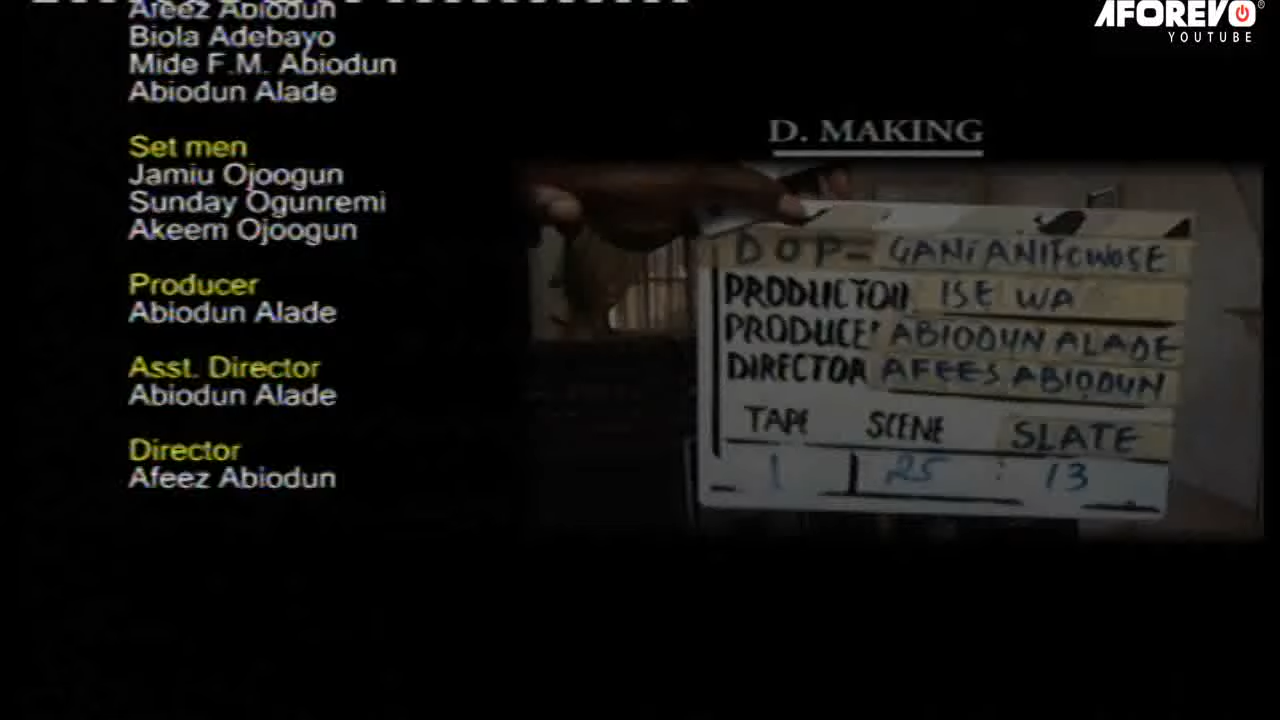 Afeez Abiodun
Biola Adebayo
Mide F.M. Abiodun
Abiodun Alade
Set men
Jamiu Ojoogun
Sunday Ogunremi
Akeem Ojoogun
Producer
Abiodun Alade
Asst. Director
Abiodun Alade
Director
Afeez Abiodun
AFOREVO®
YOUTUBE
D. MAKING
DOP= GANI ANIFOWOSE
PRODUCTON ISE WA
PRODUCE ABIODUN ALADE
DIRECTOR AFEES ABIODUN
TAPE SCENE SLATE
1 25 : 13